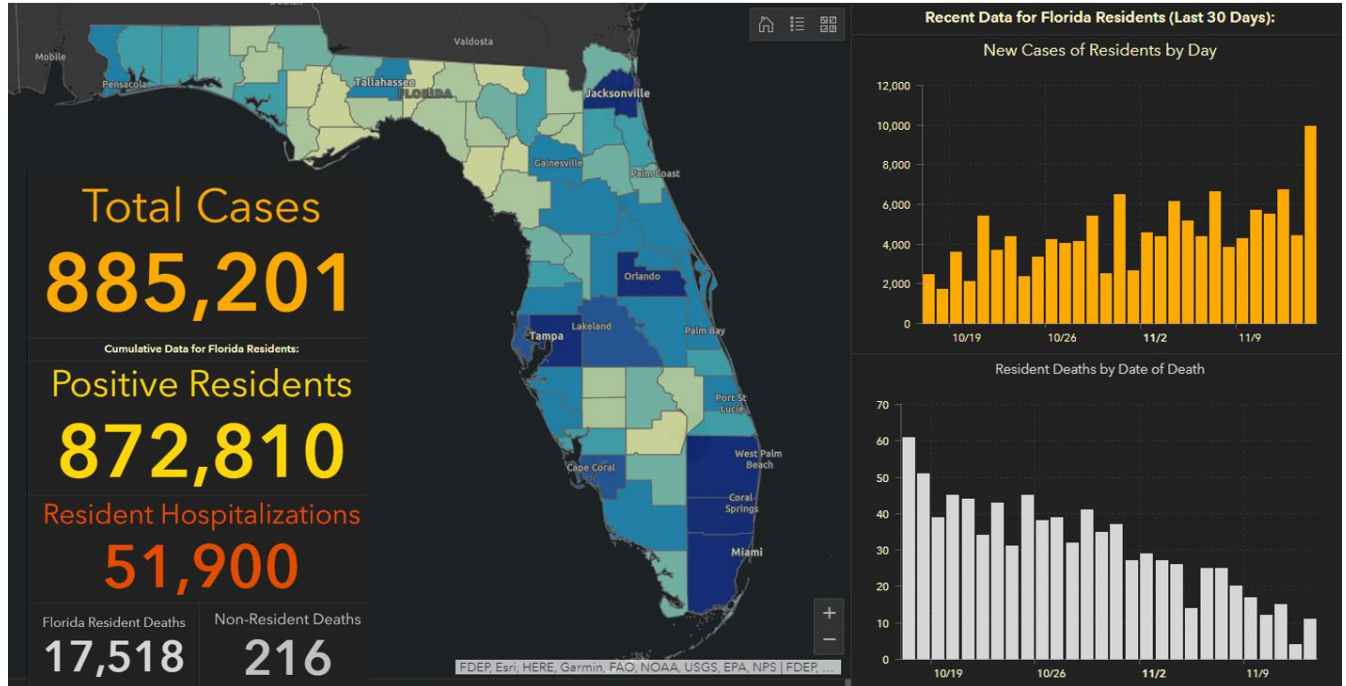 Total Cases
885,201
Cumulative Data for Florida Residents:
Positive Residents
872,810
Resident Hospitalizations
51,900
Florida Resident Deaths
17,518
Non-Resident Deaths
216
Mobile
Pensacola
Valdosta
Tallahassee
FLORIDA
Jacksonville
Gainesville
Palm Coast
Orlando
Tampa
Lakeland
Palm Bay
Port St
Lucie
Cape Coral
West Palm
Beach
Coral
Springs
Miami
+
−
FDEP, Esri, HERE, Garmin, FAO, NOAA, USGS, EPA, NPS | FDEP, ...
Recent Data for Florida Residents (Last 30 Days):
New Cases of Residents by Day
12,000
10,000
8,000
6,000
4,000
2,000
0
10/19
10/26
11/2
11/9
Resident Deaths by Date of Death
70
60
50
40
30
20
10
0
10/19
10/26
11/2
11/9